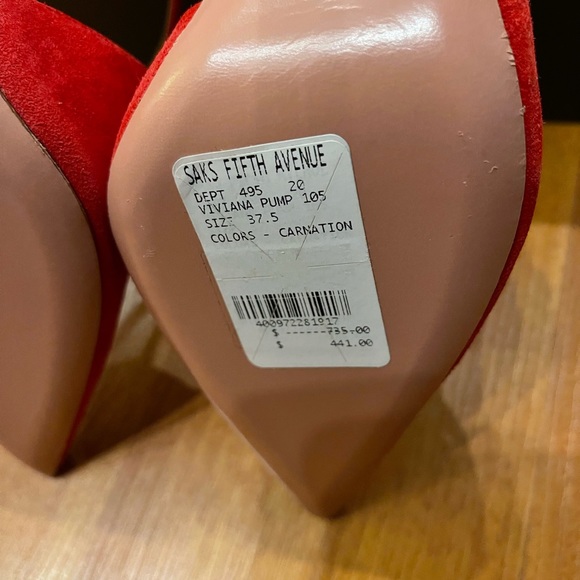 SAKS FIFTH AVENUE
DEPT 495 20
VIVIANA PUMP 105
SIZE 37.5
COLORS - CARNATION
400972281917
$ ------735.00
$ 441.00